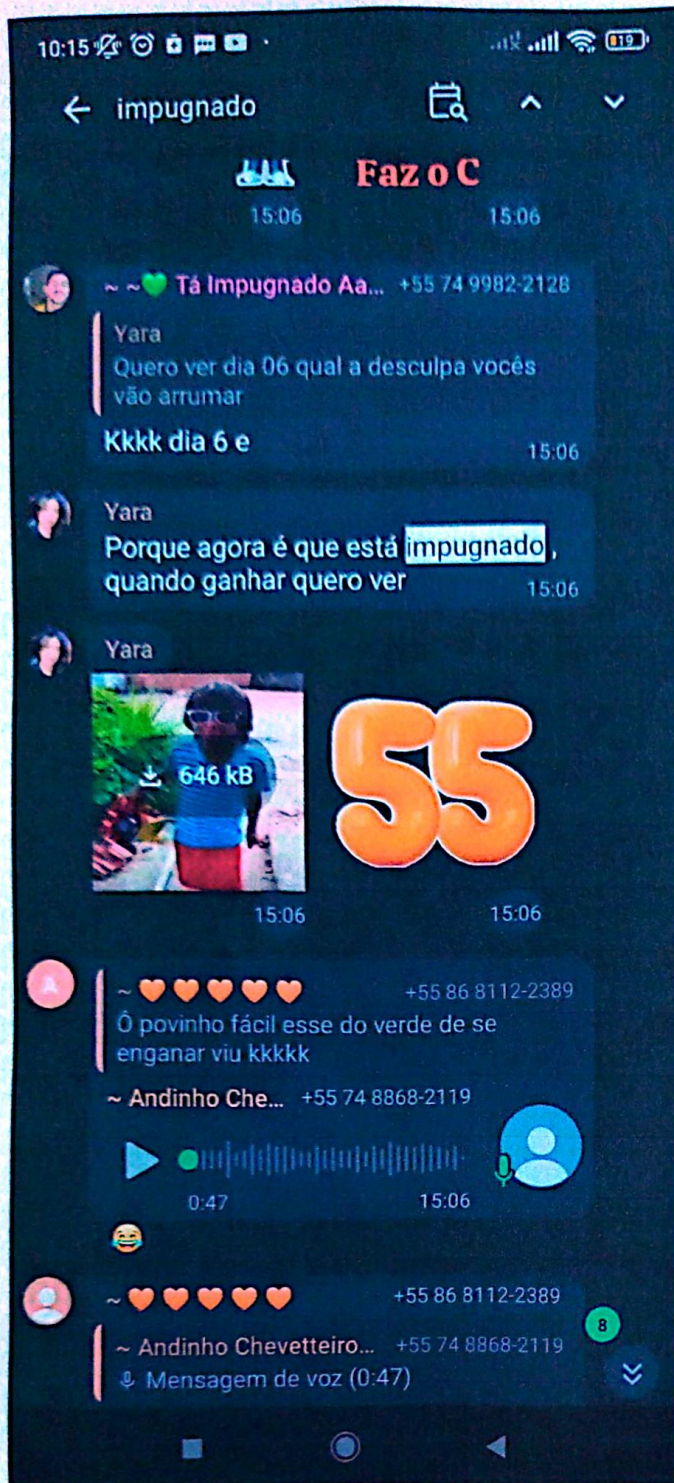 10:15
19
impugnado
Faz o C
15:06 15:06
~ ~💚 Tá Impugnado Aa... +55 74 9982-2128
Yara
Quero ver dia 06 qual a desculpa vocês
vão arrumar
Kkkk dia 6 e 15:06
Yara
Porque agora é que está impugnado,
quando ganhar quero ver 15:06
Yara
646 kB
55
15:06 15:06
A
~ 🧡🧡🧡🧡🧡 +55 86 8112-2389
Ô povinho fácil esse do verde de se
enganar viu kkkkk
~ Andinho Che... +55 74 8868-2119
0:47 15:06
😂
~ 🧡🧡🧡🧡🧡 +55 86 8112-2389
8
~ Andinho Chevetteiro... +55 74 8868-2119
Mensagem de voz (0:47)